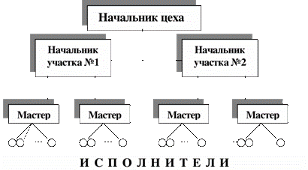 Начальник цеха
Начальник
участка №1
Начальник
участка №2
Мастер
Мастер
Мастер
Мастер
... ... ... ...
ИСПОЛНИТЕЛИ